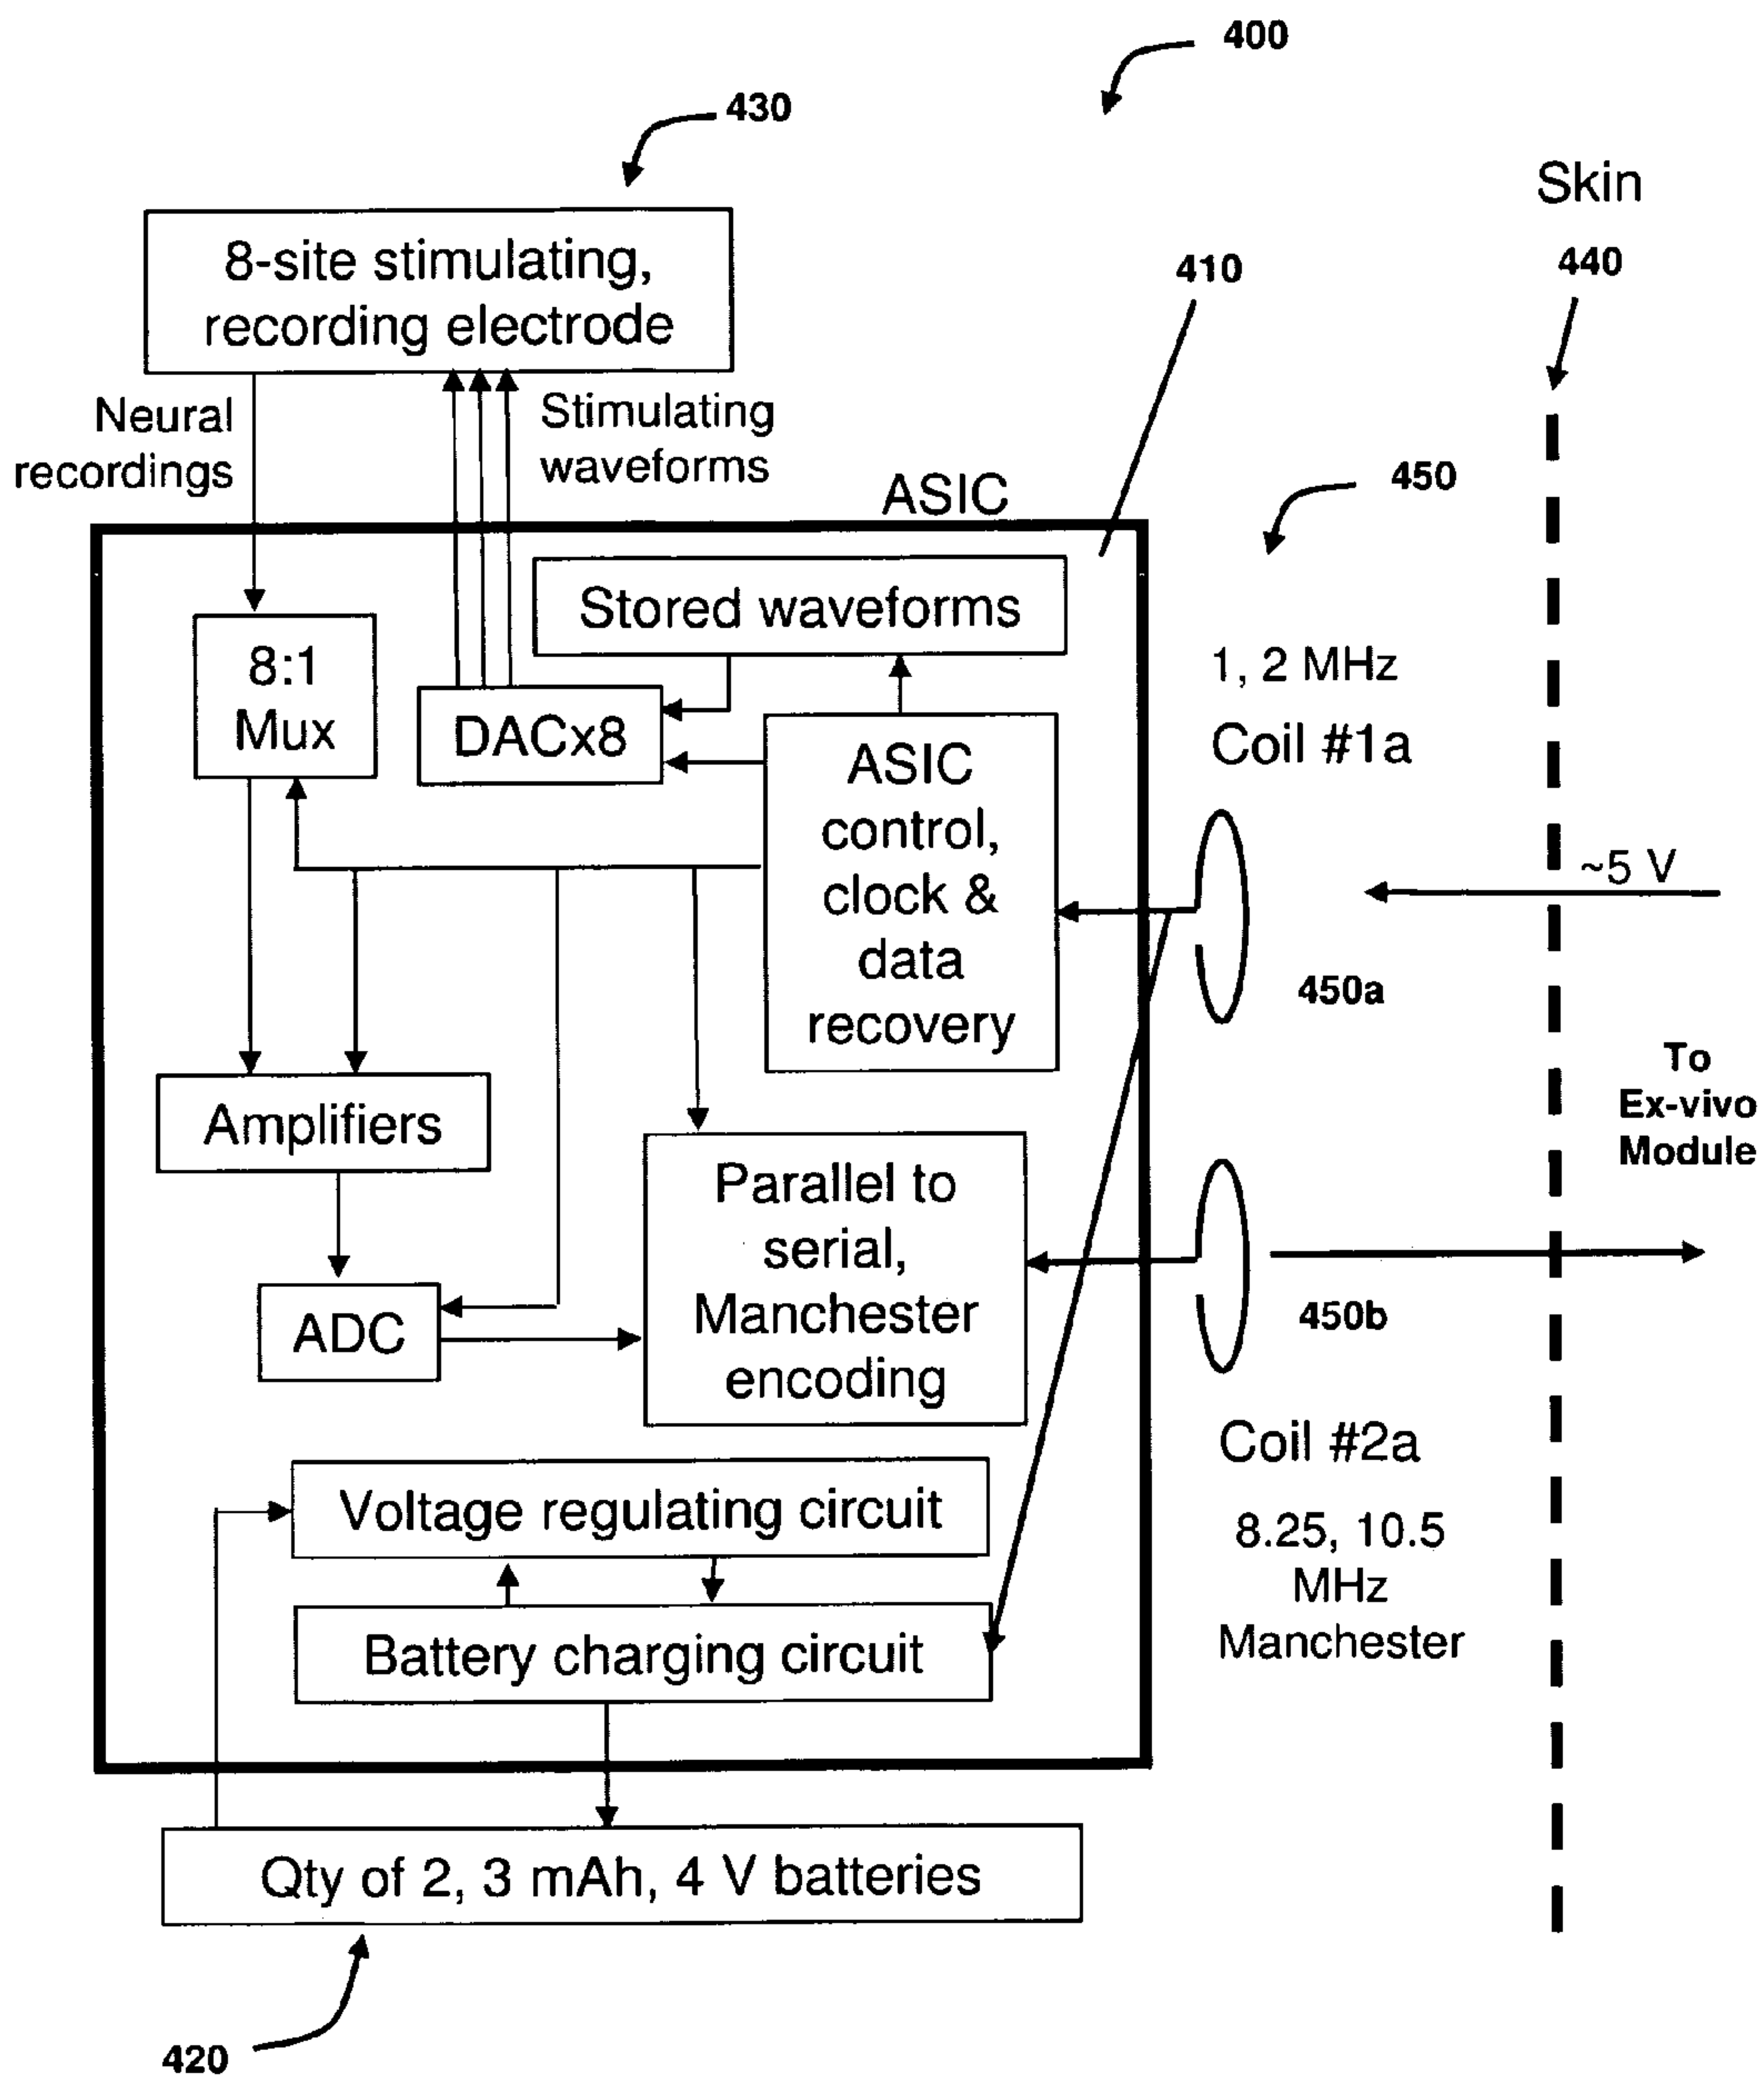 400
430
Skin
440
8-site stimulating,
recording electrode
410
Neural
recordings
Stimulating
waveforms
ASIC
450
Stored waveforms
8:1
Mux
DACx8
ASIC
control,
clock &
data
recovery
1, 2 MHz
Coil #1a
~5 V
450a
To
Ex-vivo
Module
Amplifiers
Parallel to
serial,
Manchester
encoding
ADC
450b
Coil #2a
8.25, 10.5
MHz
Manchester
Voltage regulating circuit
Battery charging circuit
Qty of 2, 3 mAh, 4 V batteries
420